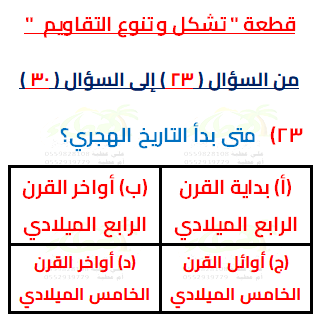 قطعة " تشكل و تنوع التقاويم "
من السؤال ( ٢٣ ) إلى السؤال ( ٣٠ )
٢٣) متى بدأ التاريخ الهجري؟
(أ) بداية القرن الرابع الميلادي
(ب) أواخر القرن الرابع الميلادي
(ج) أوائل القرن الخامس الميلادي
(د) أواخر القرن الخامس الميلادي